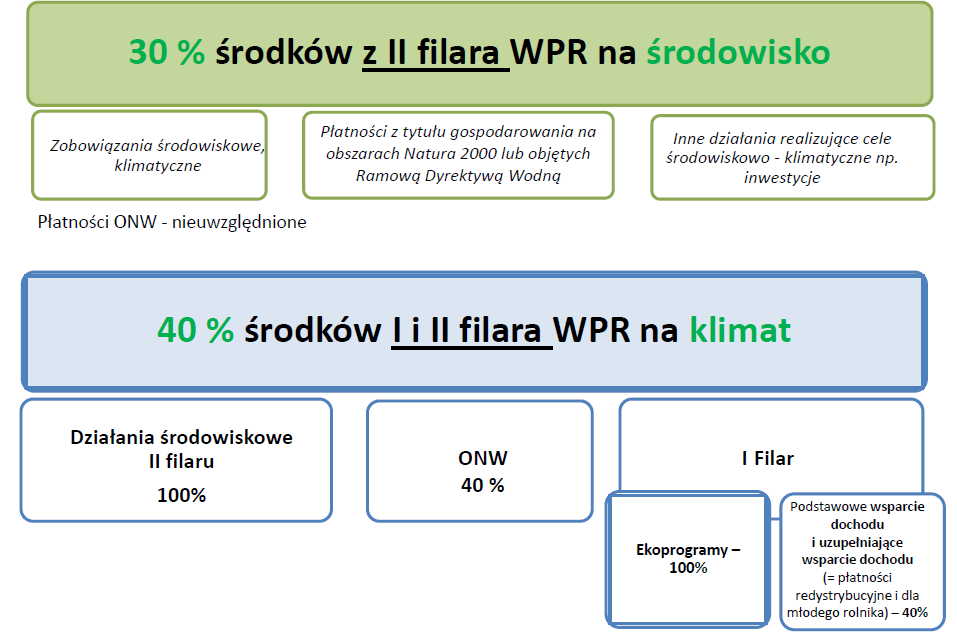 30 % środków z II filara WPR na środowisko
Zobowiązania środowiskowe,
klimatyczne
Płatności z tytułu gospodarowania na
obszarach Natura 2000 lub objętych
Ramową Dyrektywą Wodną
Inne działania realizujące cele
środowiskowo - klimatyczne np.
inwestycje
Płatności ONW - nieuwzględnione
40 % środków I i II filara WPR na klimat
Działania środowiskowe
II filaru
100%
ONW
40 %
I Filar
Ekoprogramy –
100%
Podstawowe wsparcie
dochodu
i uzupełniające
wsparcie dochodu
(= płatności
redystrybucyjne i dla
młodego rolnika) – 40%